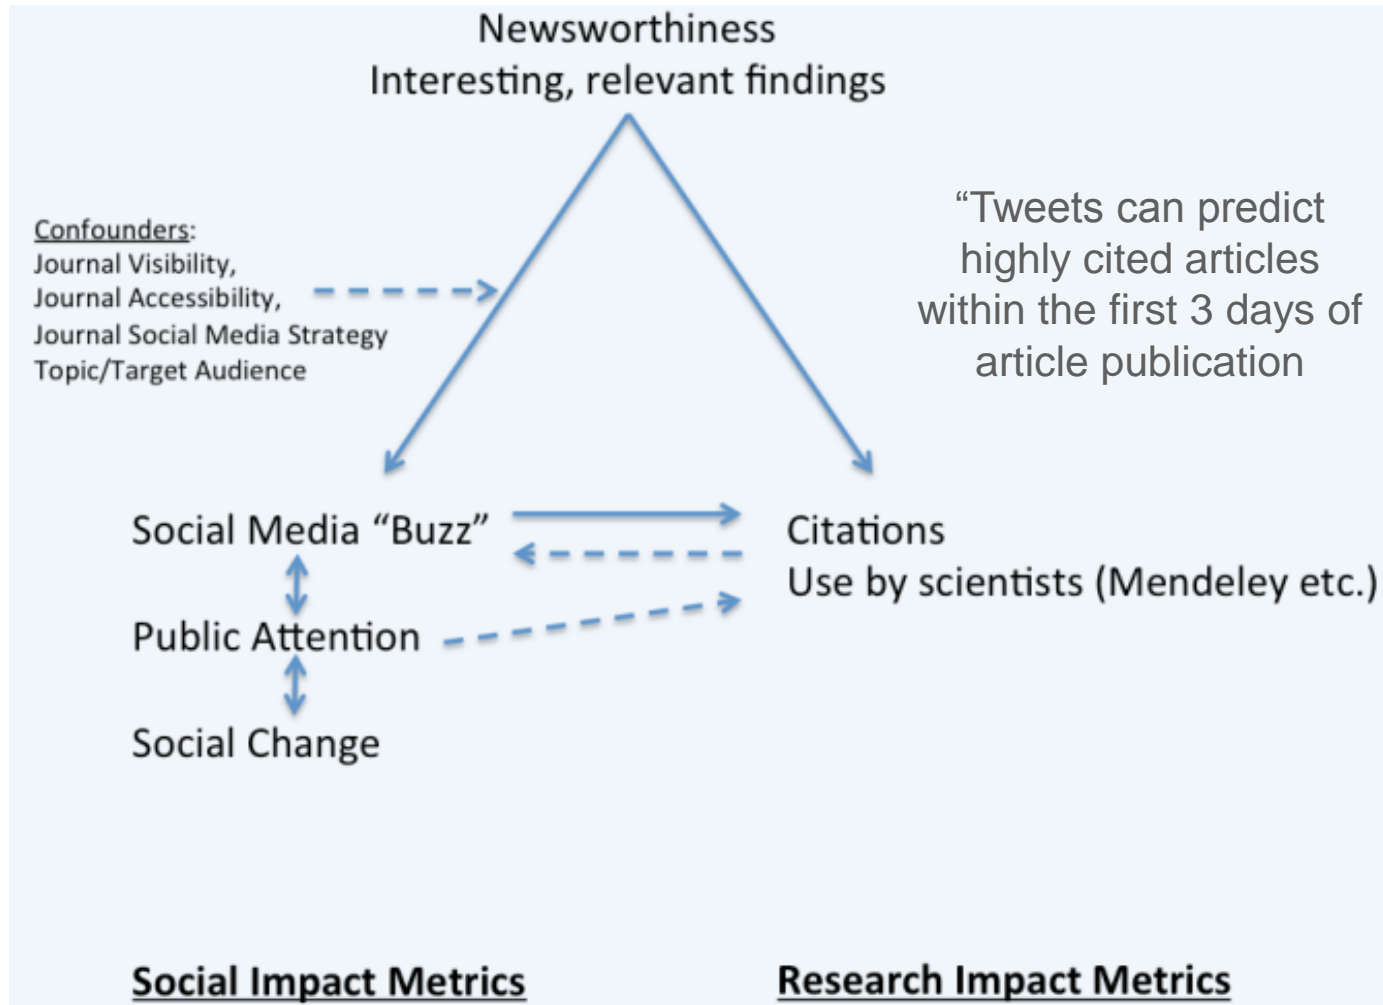 Newsworthiness
Interesting, relevant findings
Confounders:
Journal Visibility,
Journal Accessibility,
Journal Social Media Strategy
Topic/Target Audience
“Tweets can predict
highly cited articles
within the first 3 days of
article publication
Social Media “Buzz”
Public Attention
Social Change
Citations
Use by scientists (Mendeley etc.)
Social Impact Metrics
Research Impact Metrics